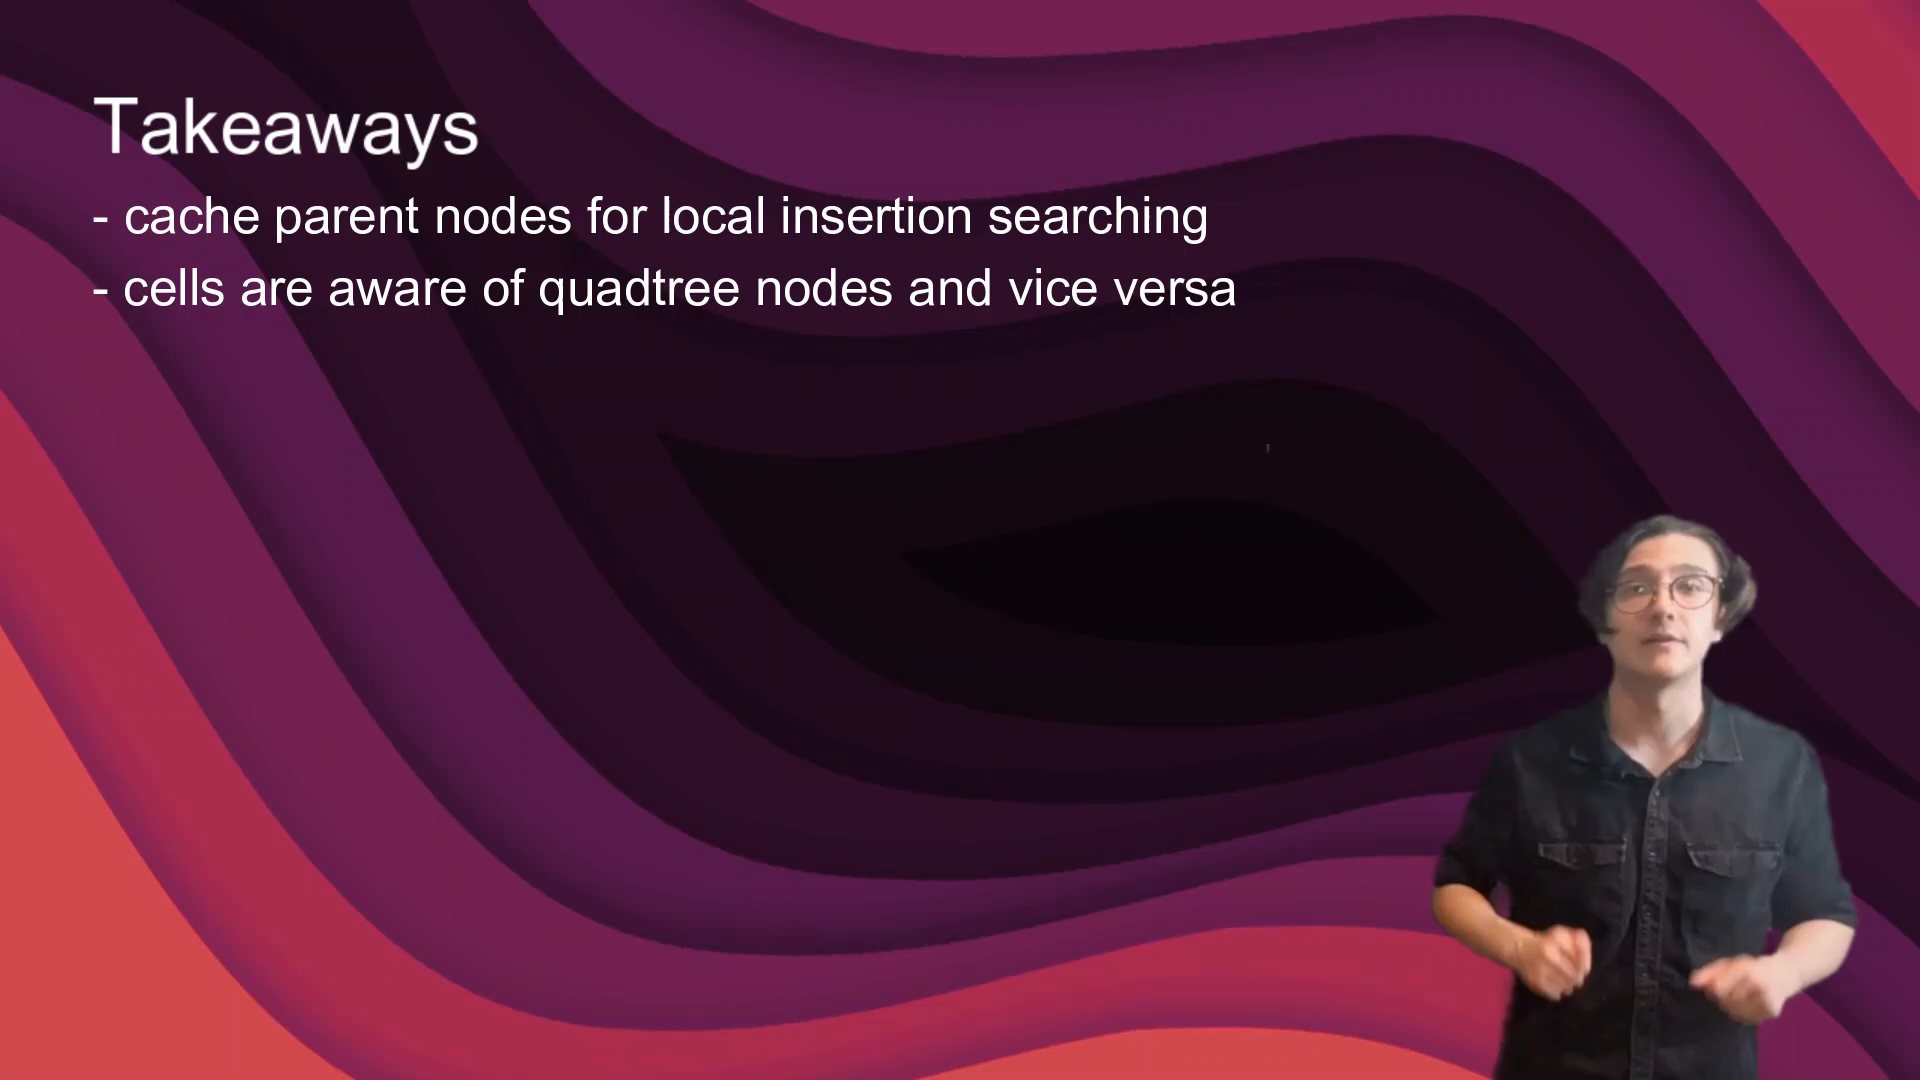 Takeaways
- cache parent nodes for local insertion searching
- cells are aware of quadtree nodes and vice versa